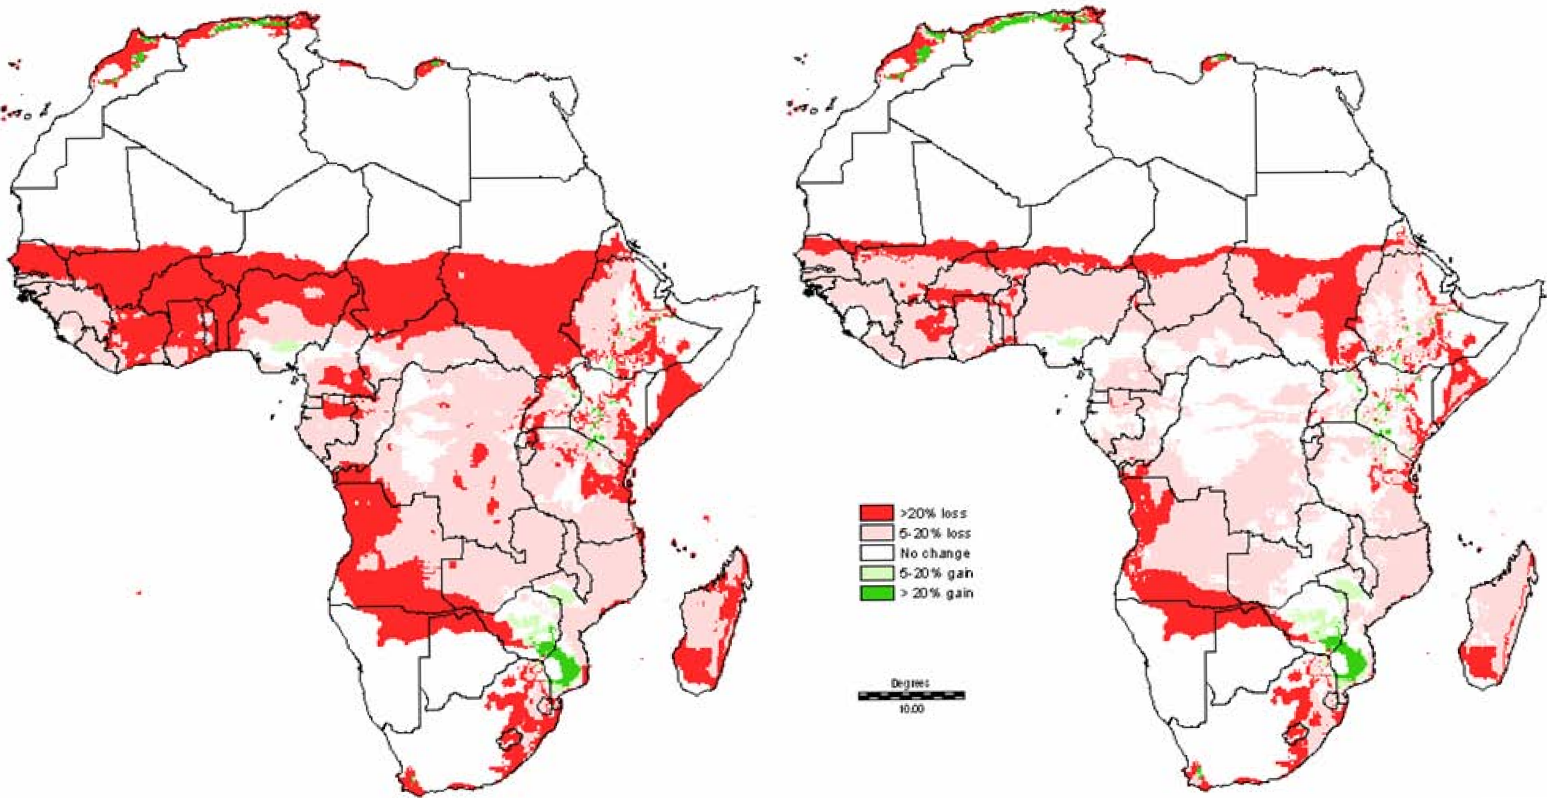 >20% loss
5-20% loss
No change
5-20% gain
> 20% gain
Degrees
10.00